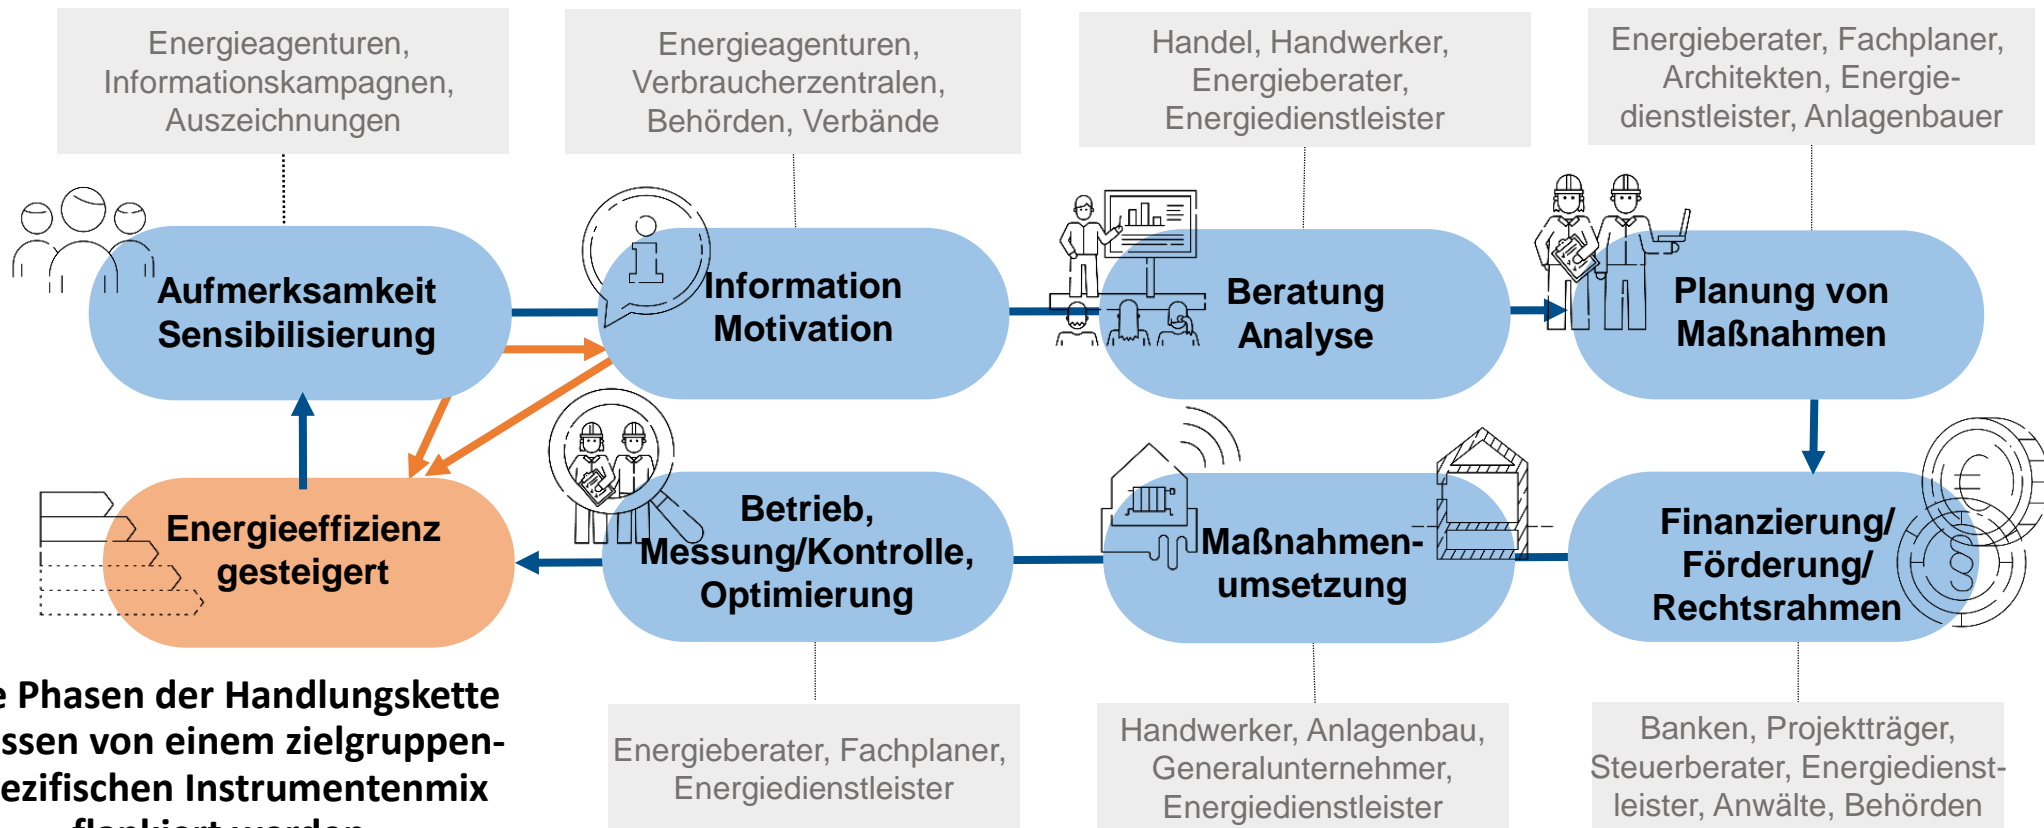 Energieagenturen,
Informationskampagnen,
Auszeichnungen
Energieagenturen,
Verbraucherzentralen,
Behörden, Verbände
Handel, Handwerker,
Energieberater,
Energiedienstleister
Energieberater, Fachplaner,
Architekten, Energie-
dienstleister, Anlagenbauer
Aufmerksamkeit
Sensibilisierung
i
Information
Motivation
Beratung
Analyse
Planung von
Maßnahmen
Energieeffizienz
gesteigert
Betrieb,
Messung/Kontrolle,
Optimierung
Maßnahmen-
umsetzung
Finanzierung/
Förderung/
Rechtsrahmen
€
§
e Phasen der Handlungskette
ssen von einem zielgruppen-
ezifischen Instrumentenmix
flankiert werden
Energieberater, Fachplaner,
Energiedienstleister
Handwerker, Anlagenbau,
Generalunternehmer,
Energiedienstleister
Banken, Projektträger,
Steuerberater, Energiedienst-
leister, Anwälte, Behörden